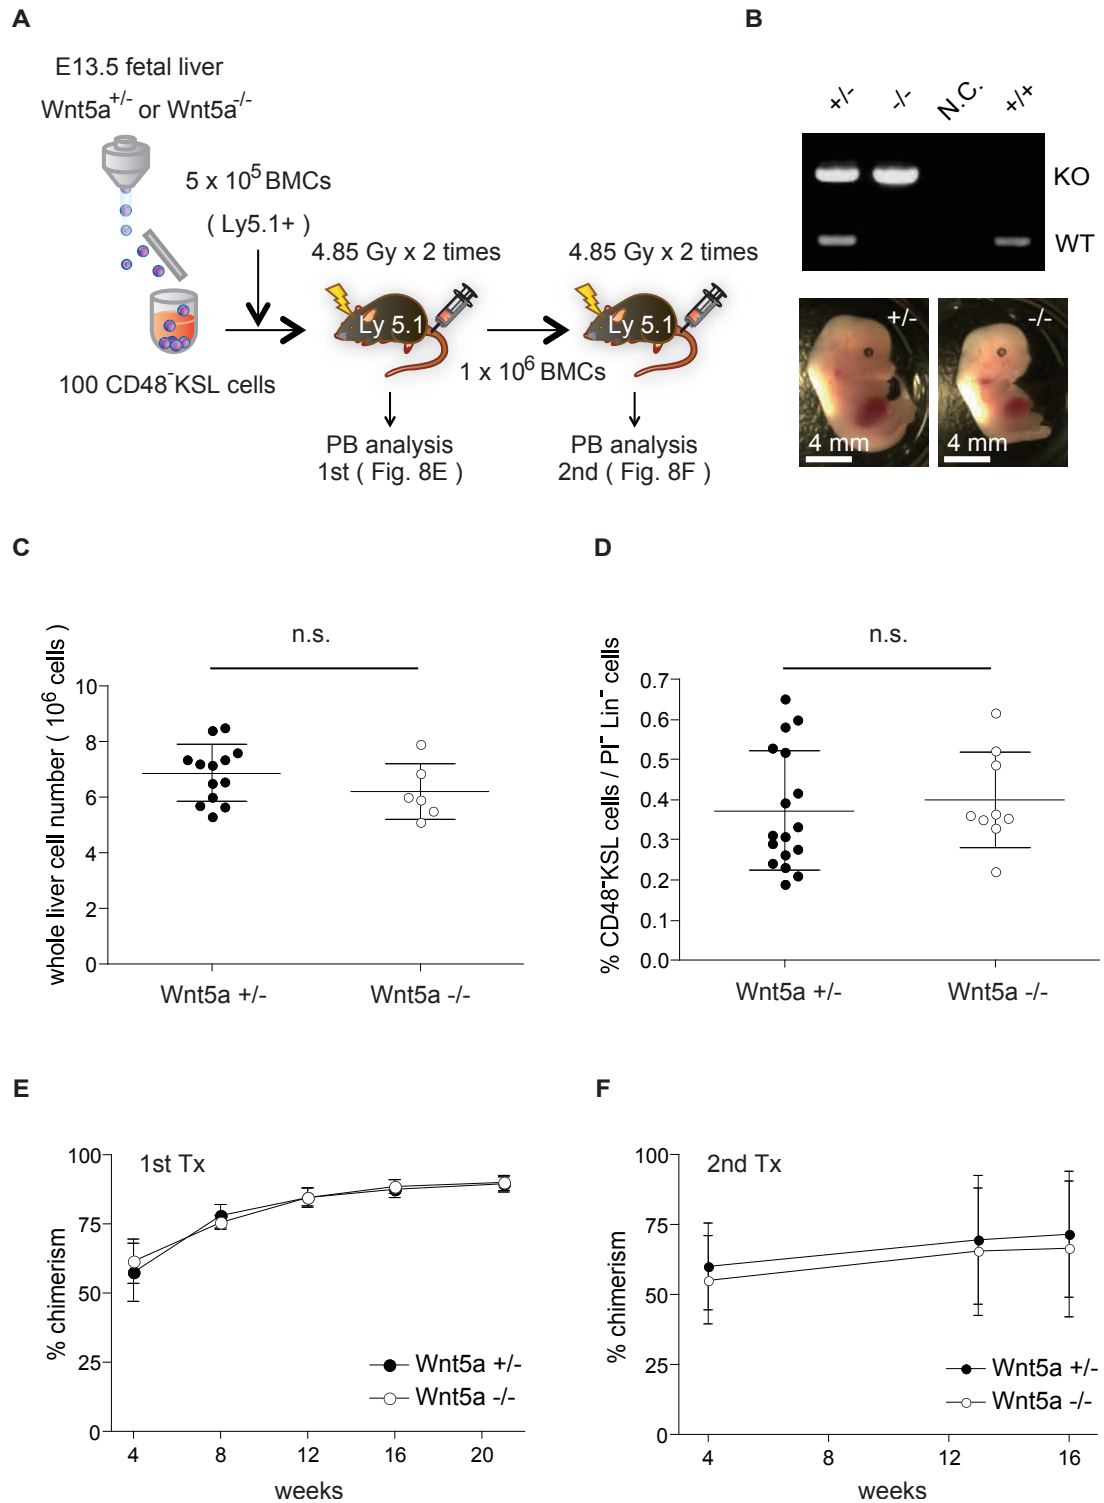 A
E13.5 fetal liver
Wnt5a+/- or Wnt5a-/-
5 x 10^5 BMCs
( Ly5.1+ )
4.85 Gy x 2 times
4.85 Gy x 2 times
Ly 5.1
Ly 5.1
1 x 10^6 BMCs
100 CD48-KSL cells
PB analysis
1st ( Fig. 8E )
PB analysis
2nd ( Fig. 8F )
B
+/- -/- N.C. +/+
KO
WT
+/-
4 mm
-/-
4 mm
C
n.s.
whole liver cell number ( 10^6 cells )
10
8
6
4
2
0
Wnt5a +/- Wnt5a -/-
D
n.s.
% CD48-KSL cells / PI- Lin- cells
0.7
0.6
0.5
0.4
0.3
0.2
0.1
0.0
Wnt5a +/- Wnt5a -/-
E
1st Tx
% chimerism
100
75
50
25
0
Wnt5a +/-
Wnt5a -/-
4 8 12 16 20
weeks
F
2nd Tx
% chimerism
100
75
50
25
0
Wnt5a +/-
Wnt5a -/-
4 8 12 16
weeks